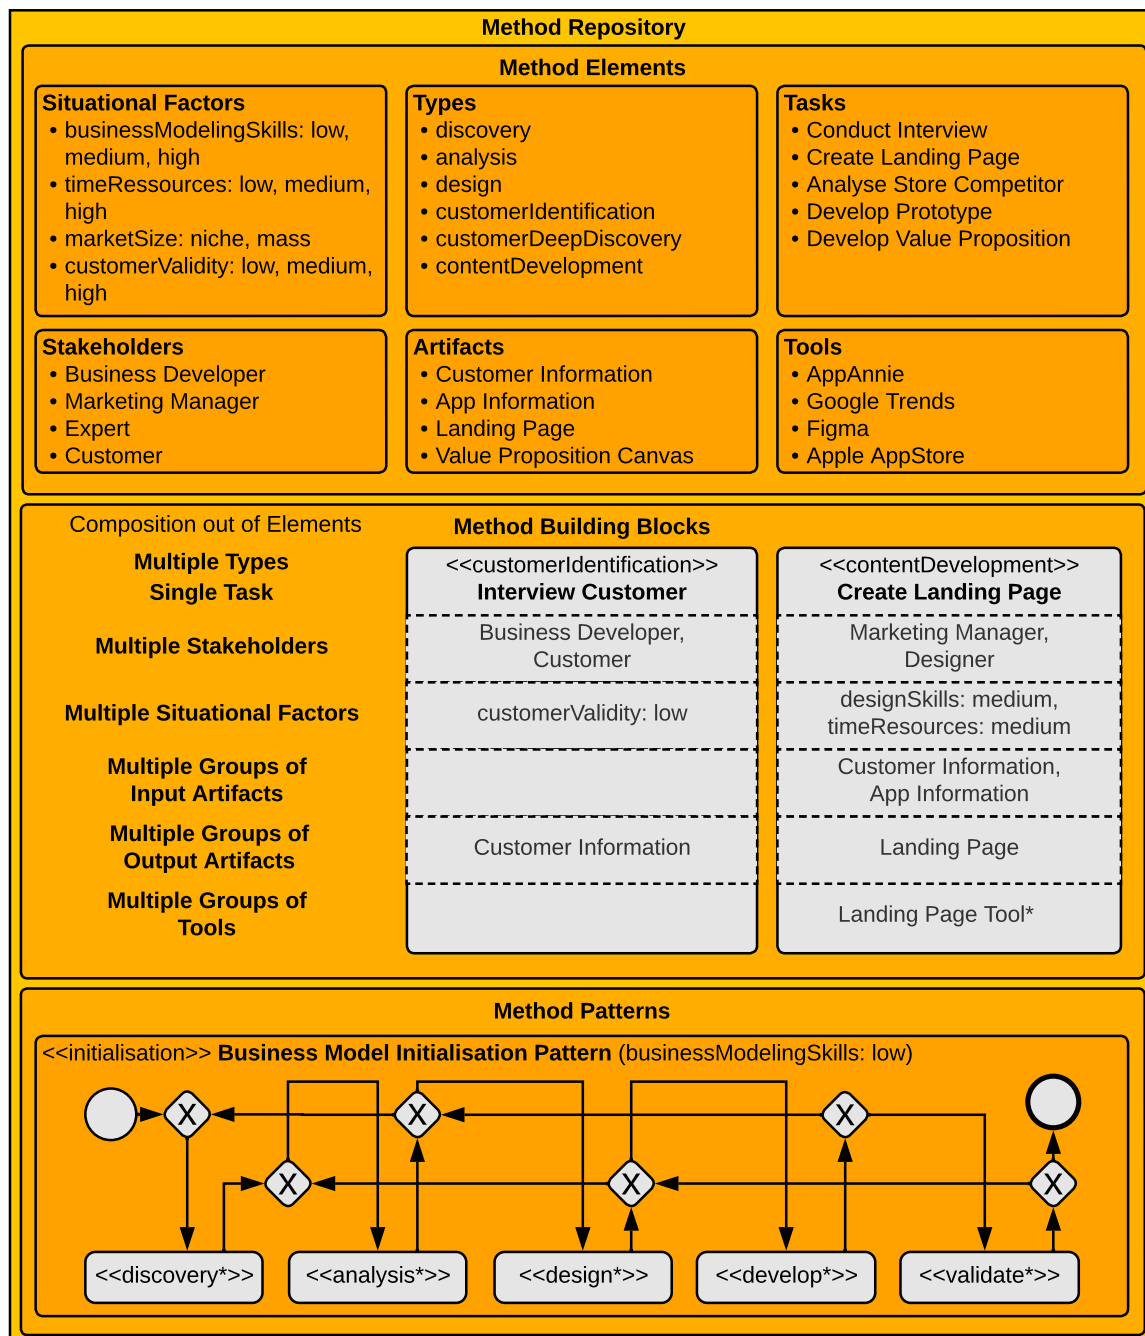 Method Repository
Method Elements
Situational Factors
• businessModelingSkills: low,
medium, high
• timeRessources: low, medium,
high
• marketSize: niche, mass
• customerValidity: low, medium,
high
Types
• discovery
• analysis
• design
• customerIdentification
• customerDeepDiscovery
• contentDevelopment
Tasks
• Conduct Interview
• Create Landing Page
• Analyse Store Competitor
• Develop Prototype
• Develop Value Proposition
Stakeholders
• Business Developer
• Marketing Manager
• Expert
• Customer
Artifacts
• Customer Information
• App Information
• Landing Page
• Value Proposition Canvas
Tools
• AppAnnie
• Google Trends
• Figma
• Apple AppStore
Composition out of Elements
Method Building Blocks
Multiple Types
Single Task
Multiple Stakeholders
Multiple Situational Factors
Multiple Groups of
Input Artifacts
Multiple Groups of
Output Artifacts
Multiple Groups of
Tools
<<customerIdentification>>
Interview Customer
Business Developer,
Customer
customerValidity: low
Customer Information
<<contentDevelopment>>
Create Landing Page
Marketing Manager,
Designer
designSkills: medium,
timeResources: medium
Customer Information,
App Information
Landing Page
Landing Page Tool*
Method Patterns
<<initialisation>> Business Model Initialisation Pattern (businessModelingSkills: low)
X
X
X
X
X
X
<<discovery*>>
<<analysis*>>
<<design*>>
<<develop*>>
<<validate*>>